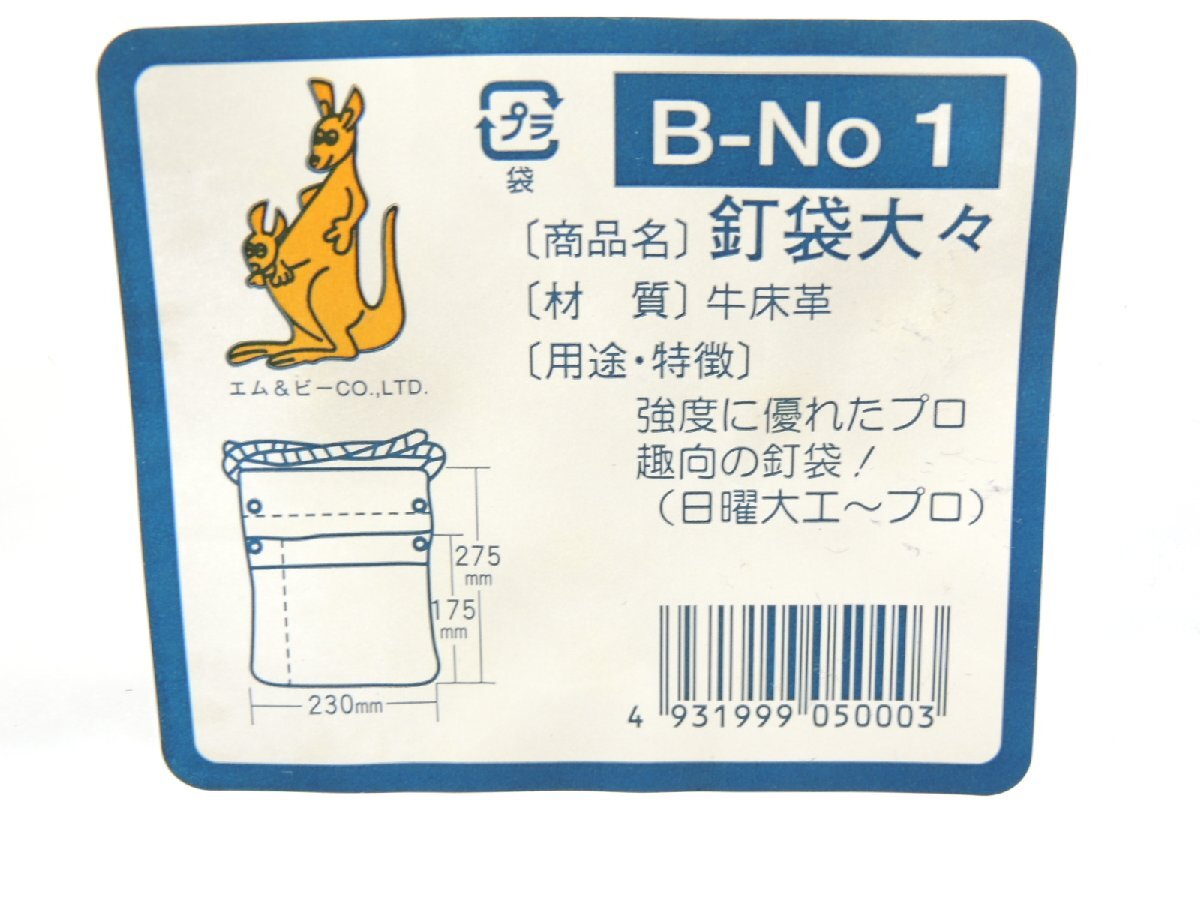 プラ
袋
B-No 1
〔商品名〕釘袋大々
〔材 質〕牛床革
〔用途・特徴〕
強度に優れたプロ
趣向の釘袋!
(日曜大工～プロ)
エム&ビーCO.,LTD.
275
mm
175
mm
230mm
4 931999 050003